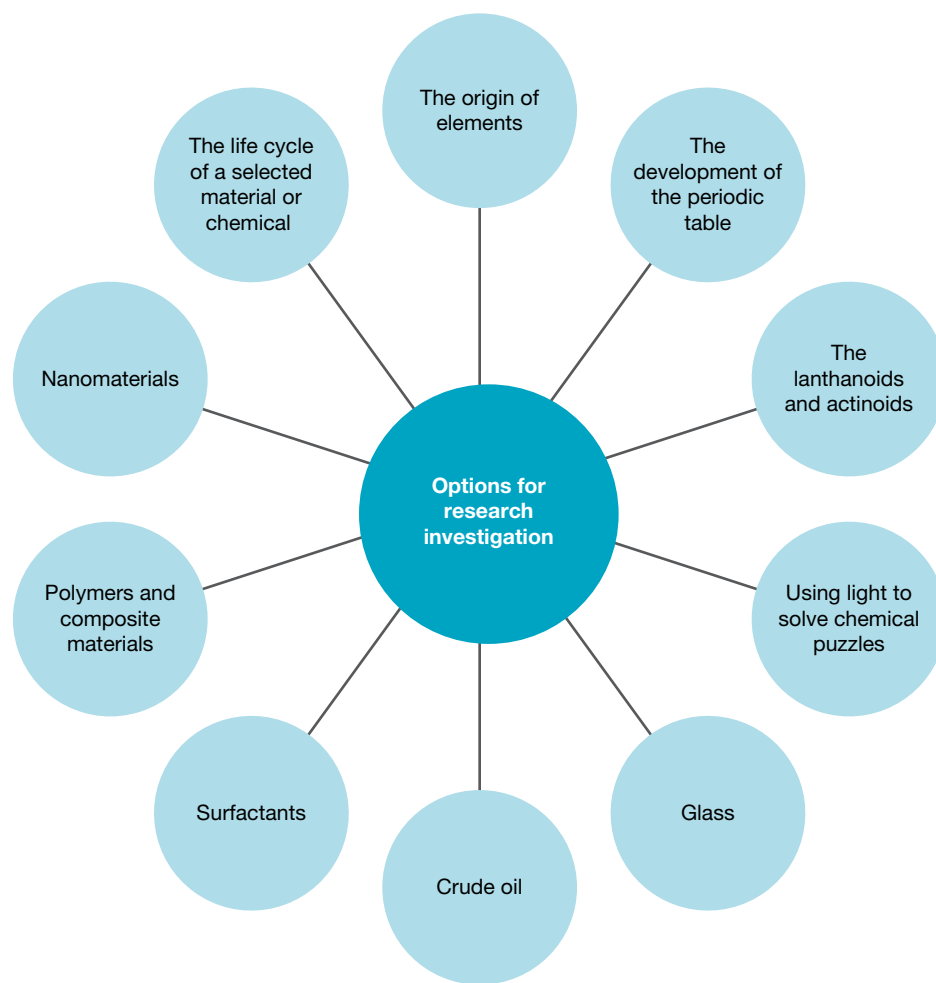 The origin of
elements
The
development of
the periodic
table
The
lanthanoids
and actinoids
Using light to
solve chemical
puzzles
Glass
Crude oil
Surfactants
Polymers and
composite
materials
Nanomaterials
The life cycle
of a selected
material or
chemical
Options for
research
investigation